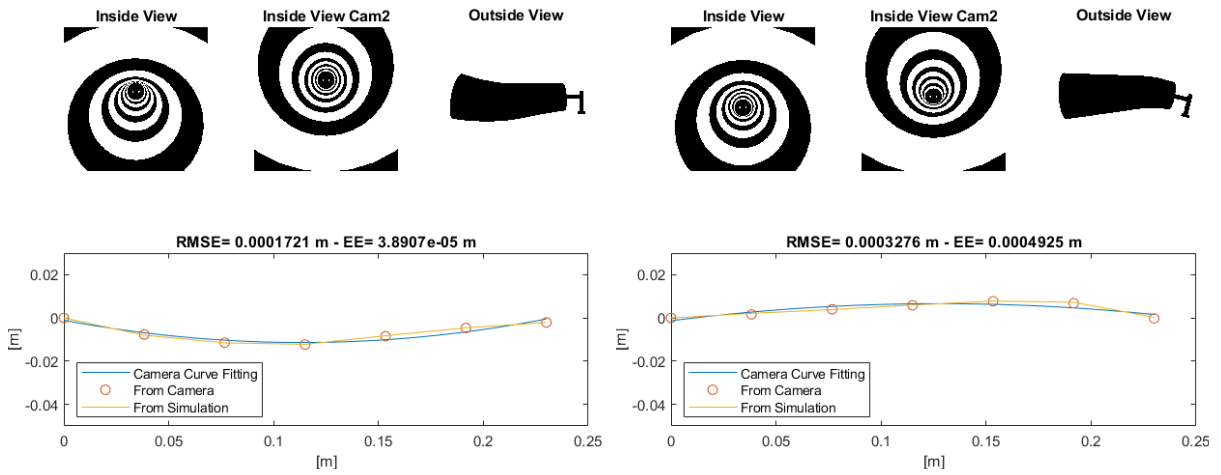 Inside View
Inside View Cam2
Outside View
Inside View
Inside View Cam2
Outside View
RMSE= 0.0001721 m - EE= 3.8907e-05 m
0.02
0
-0.02
-0.04
[m]
Camera Curve Fitting
From Camera
From Simulation
0 0.05 0.1 0.15 0.2 0.25
[m]
RMSE= 0.0003276 m - EE= 0.0004925 m
0.02
0
-0.02
-0.04
[m]
Camera Curve Fitting
From Camera
From Simulation
0 0.05 0.1 0.15 0.2 0.25
[m]